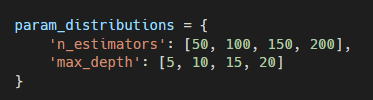 param_distributions = {
    'n_estimators': [50, 100, 150, 200],
    'max_depth': [5, 10, 15, 20]
}